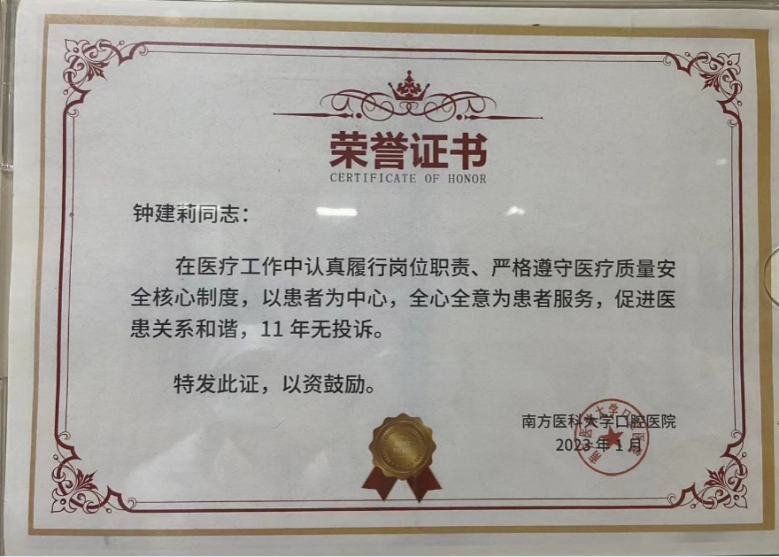 荣誉证书
CERTIFICATE OF HONOR
钟建莉同志：
在医疗工作中认真履行岗位职责、严格遵守医疗质量安
全核心制度，以患者为中心，全心全意为患者服务，促进医
患关系和谐，11 年无投诉。
特发此证，以资鼓励。
南方医科大学口腔医院
2023 年 1 月